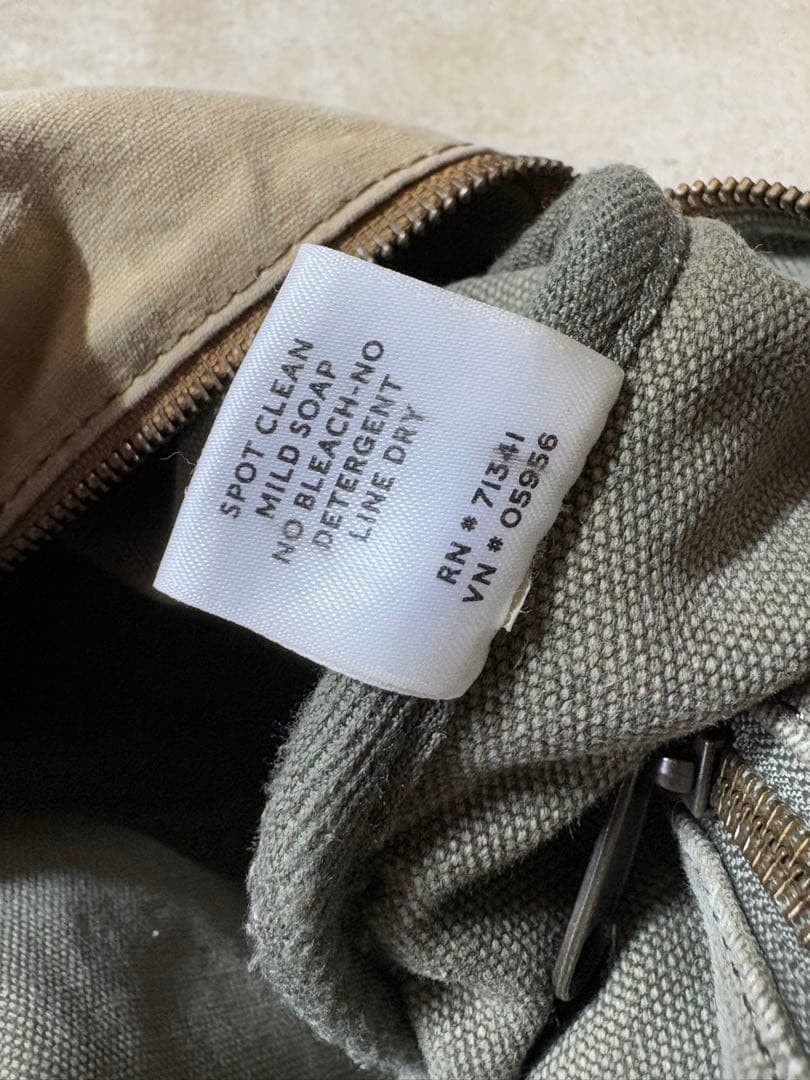 SPOT CLEAN
MILD SOAP
NO BLEACH-NO
DETERGENT
LINE DRY
RN # 71341
VN # 05956